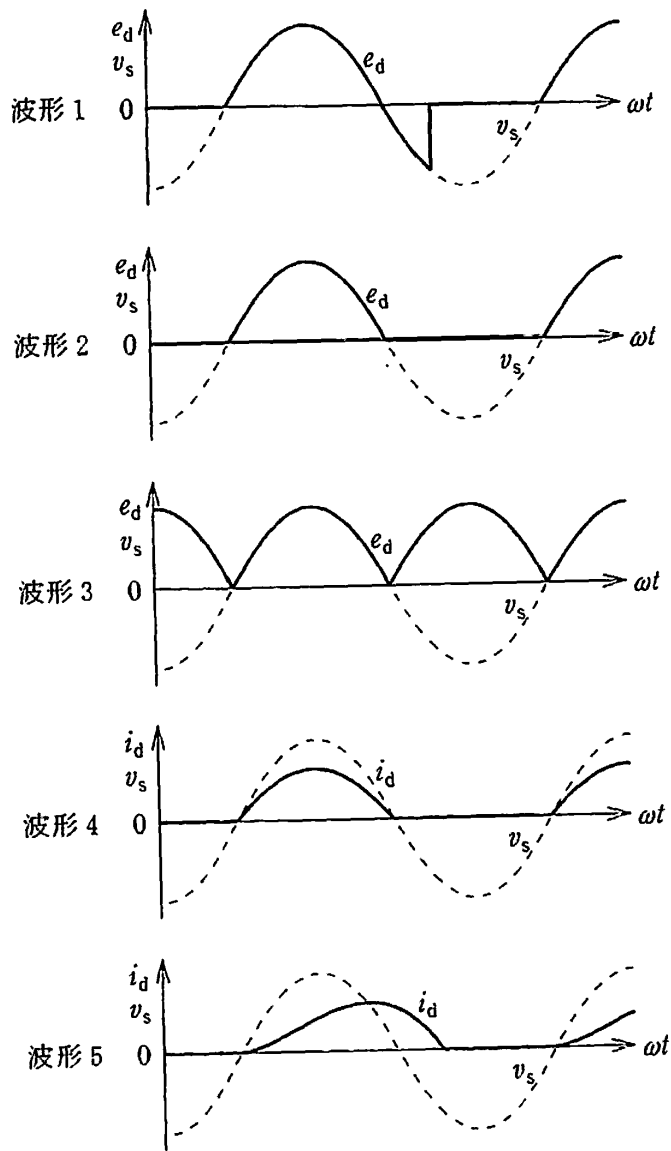 e_d
v_s
e_d
波形1 0 v_s ωt
e_d
v_s
e_d
波形2 0 v_s ωt
e_d
v_s
e_d
波形3 0 v_s ωt
i_d
v_s
i_d
波形4 0 v_s ωt
i_d
v_s
i_d
波形5 0 v_s ωt